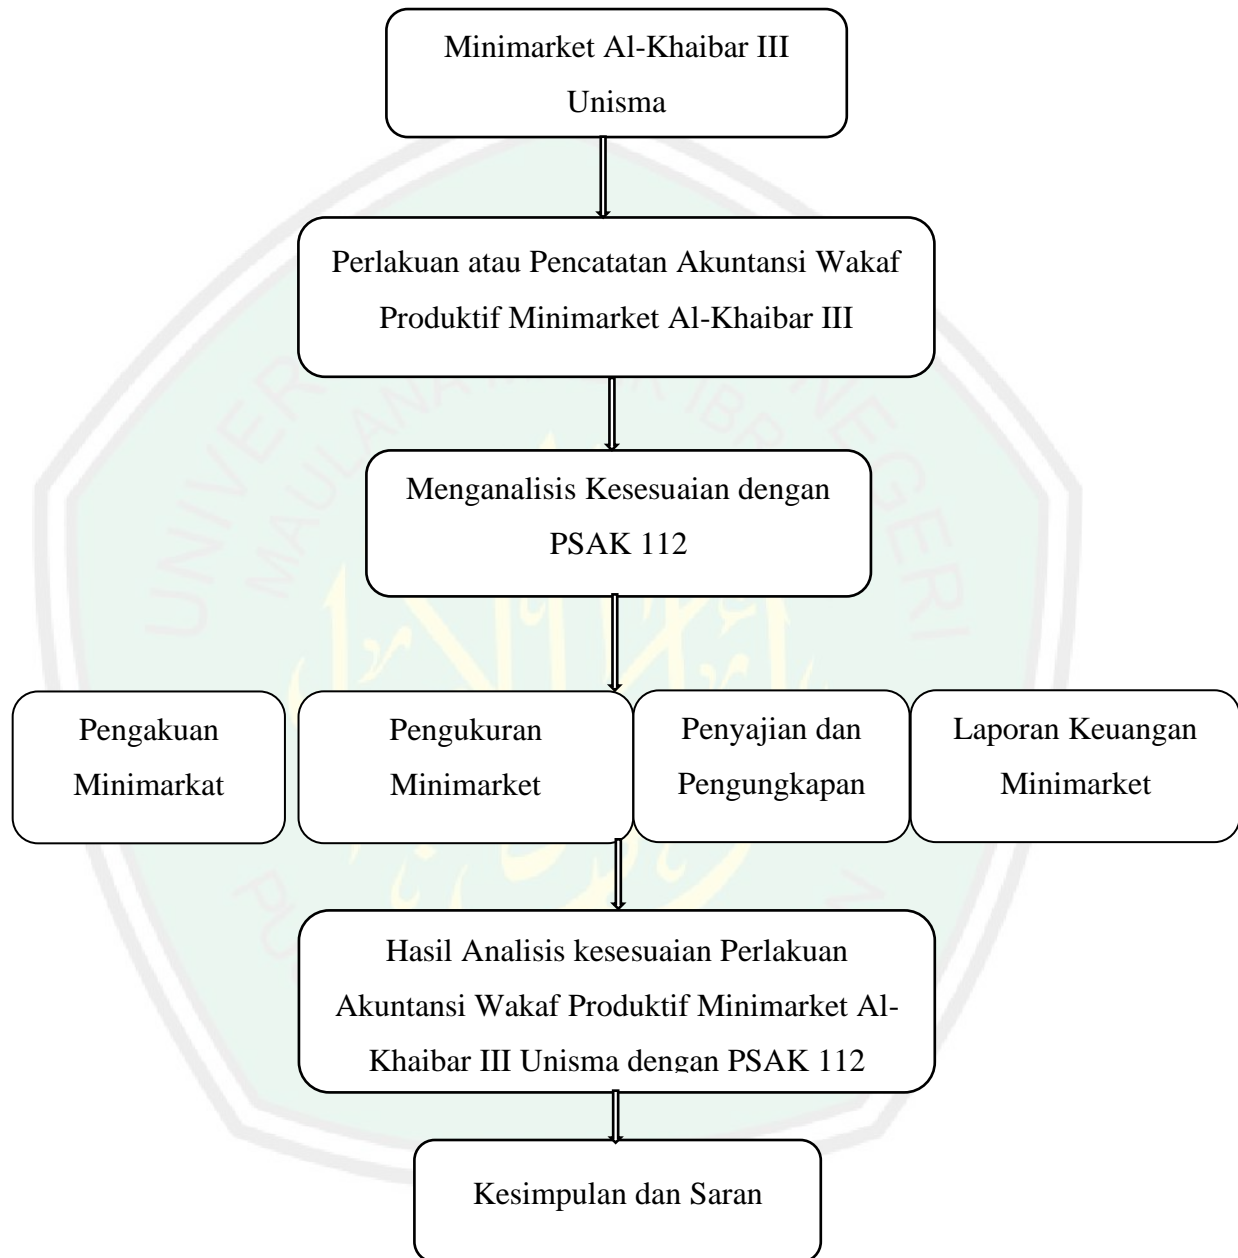 Minimarket Al-Khaibar III
Unisma
Perlakuan atau Pencatatan Akuntansi Wakaf
Produktif Minimarket Al-Khaibar III
Menganalisis Kesesuaian dengan
PSAK 112
Pengakuan
Minimarkat
Pengukuran
Minimarket
Penyajian dan
Pengungkapan
Laporan Keuangan
Minimarket
Hasil Analisis kesesuaian Perlakuan
Akuntansi Wakaf Produktif Minimarket Al-
Khaibar III Unisma dengan PSAK 112
Kesimpulan dan Saran